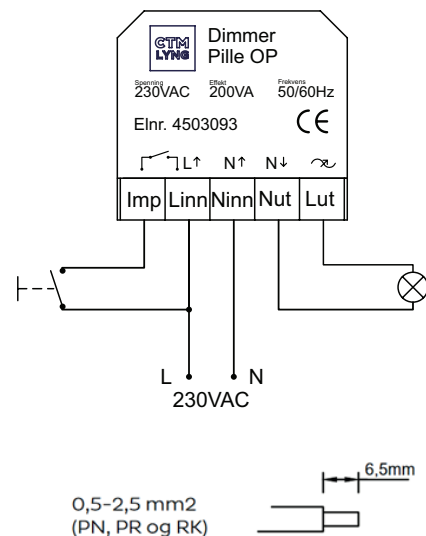 CTM
LYNG
Dimmer
Pille OP
Spenning Effekt Frekvens
230VAC 200VA 50/60Hz
Elnr. 4503093 CE
L↑ N↑ N↓
Imp Linn Ninn Nut Lut
L N
230VAC
6,5mm
0,5-2,5 mm2
(PN, PR og RK)